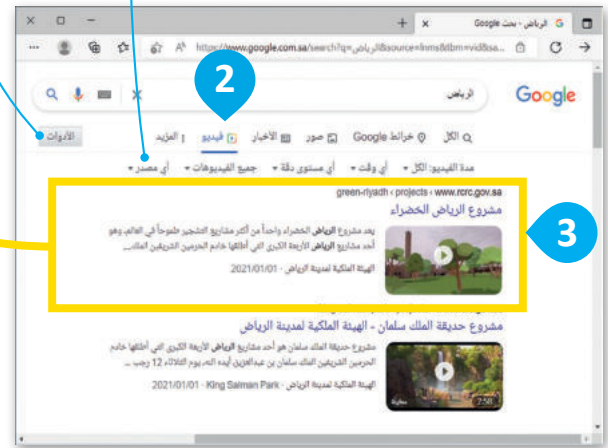 الرياض - بحث Google
https://www.google.com.sa/search?q=الرياض&source=lnms&tbm=vid&sa...
Google
الرياض
الكل
خرائط Google
صور
الأخبار
فيديو
المزيد
الأدوات
2
مدة الفيديو: الكل
أي وقت
أي مستوى دقة
جميع الفيديوهات
أي مصدر
green-riyadh › projects › www.rcrc.gov.sa
مشروع الرياض الخضراء
يعد مشروع الرياض الخضراء واحداً من أكثر مشاريع التشجير طموحاً في العالم، وهو
أحد مشاريع الرياض الأربعة الكبرى التي أطلقها خادم الحرمين الشريفين الملك...
الهيئة الملكية لمدينة الرياض · 2021/01/01
3
مشروع حديقة الملك سلمان - الهيئة الملكية لمدينة الرياض
مشروع حديقة الملك سلمان هو أحد مشاريع الرياض الأربعة الكبرى التي أطلقها خادم
الحرمين الشريفين الملك سلمان بن عبدالعزيز، أيده الله، يوم الثلاثاء 12 رجب ...
الهيئة الملكية لمدينة الرياض · King Salman Park · 2021/01/01
2:58